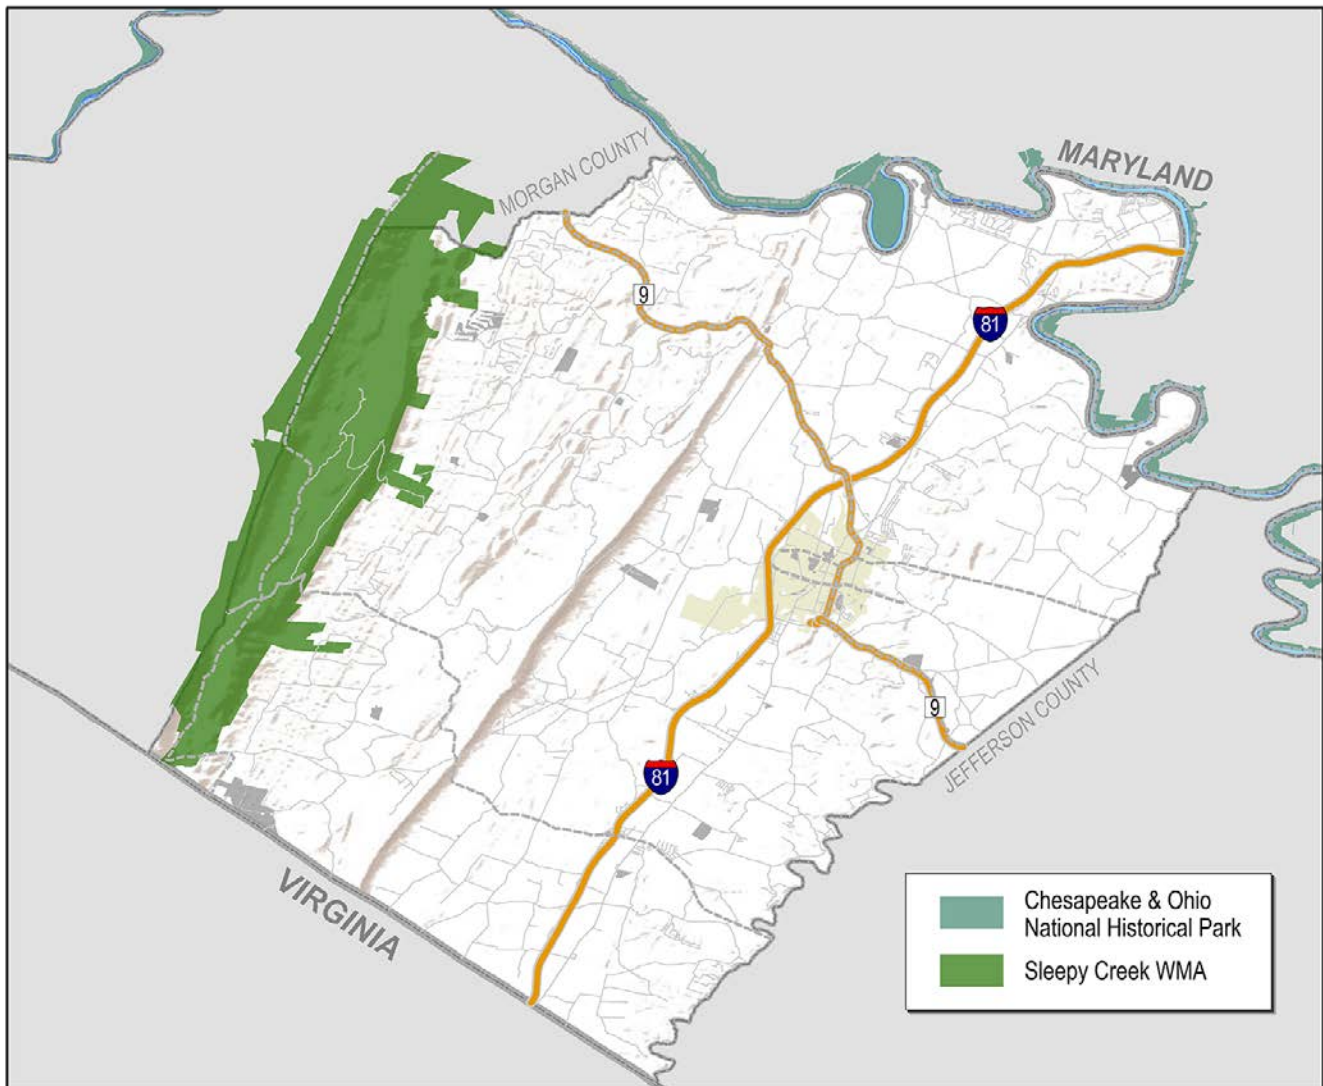 MORGAN COUNTY
MARYLAND
9
81
9
JEFFERSON COUNTY
81
VIRGINIA
Chesapeake & Ohio
National Historical Park
Sleepy Creek WMA